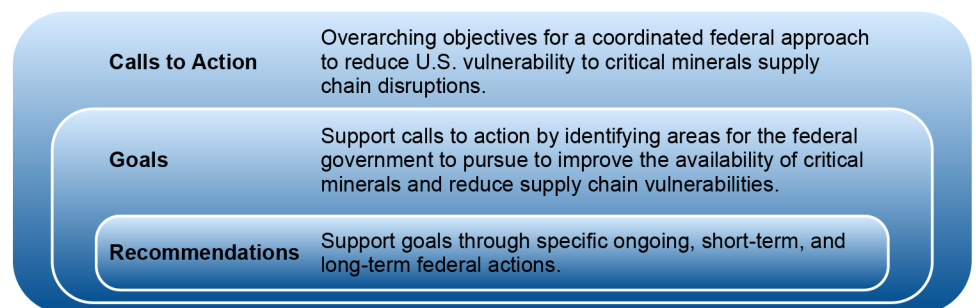 Calls to Action
Overarching objectives for a coordinated federal approach
to reduce U.S. vulnerability to critical minerals supply
chain disruptions.
Goals
Support calls to action by identifying areas for the federal
government to pursue to improve the availability of critical
minerals and reduce supply chain vulnerabilities.
Recommendations
Support goals through specific ongoing, short-term, and
long-term federal actions.